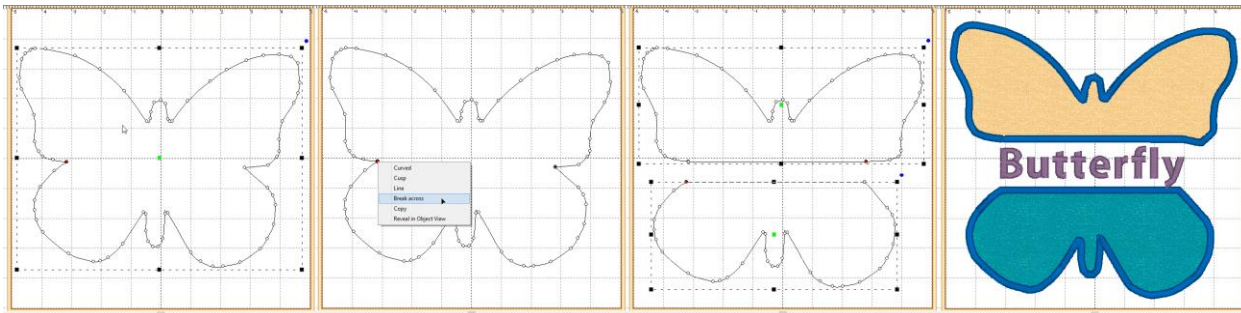 Curved
Cusp
Line
Break across
Copy
Reveal in Object View
Butterfly